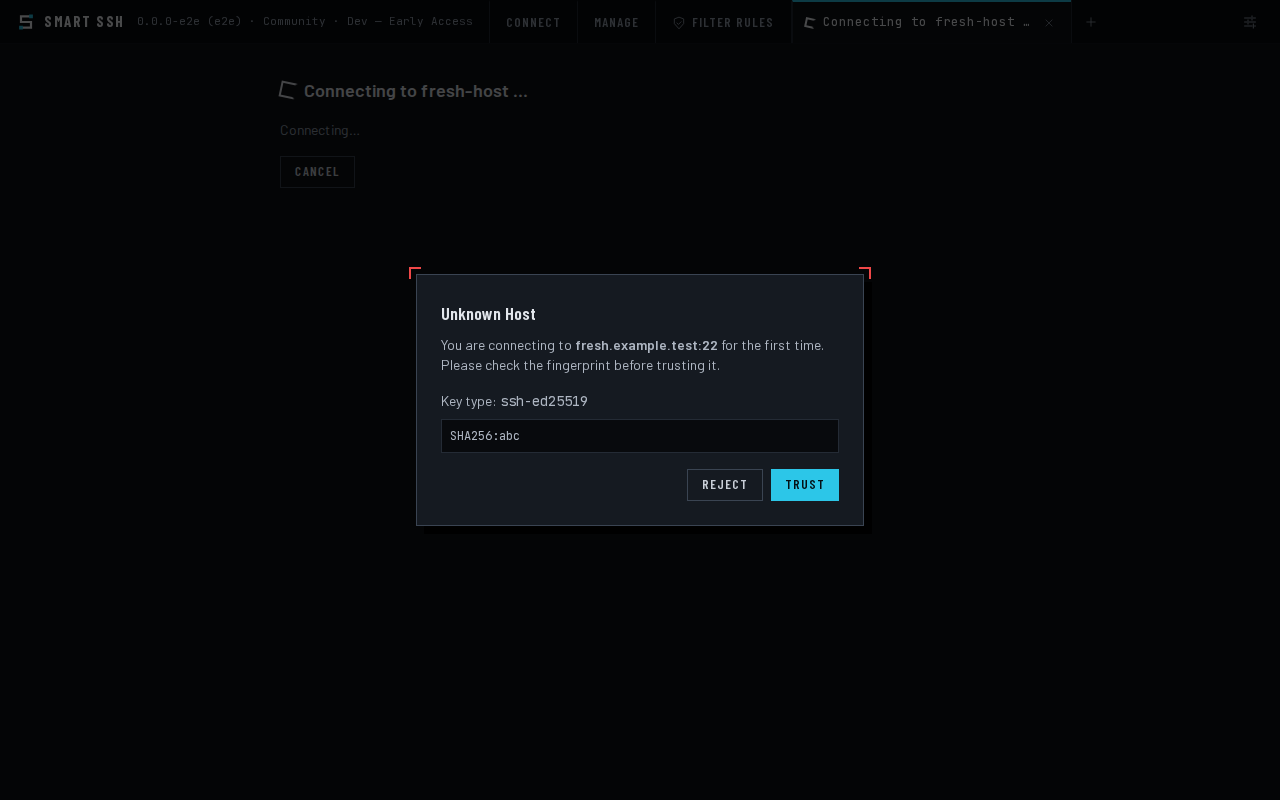 SMART SSH 0.0.0-e2e (e2e) · Community · Dev — Early Access CONNECT MANAGE FILTER RULES Connecting to fresh-host …
Connecting to fresh-host …
Connecting…
CANCEL
Unknown Host
You are connecting to fresh.example.test:22 for the first time.
Please check the fingerprint before trusting it.
Key type: ssh-ed25519
SHA256:abc
REJECT TRUST